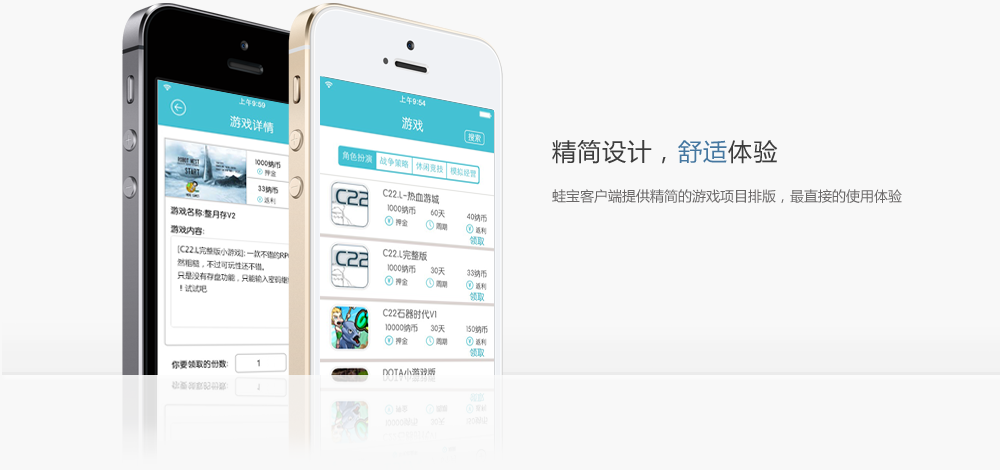 上午9:59
游戏详情
ROBOT NEST
START
1000纳币
押金
33纳币
返利
游戏名称:整月存V2
游戏内容:
[C22.L完整版小游戏]: 一款不错的RP
然粗糙，不过可玩性还不错。
只是没有存盘功能，只能输入密码继
！试试吧
你要领取的份数: 1
上午9:54
游戏
搜索
角色扮演 战争策略 休闲竞技 模拟经营
C22
C22.L-热血游城
1000纳币 60天 40纳币
押金 周期 返利
领取
C22
C22.L完整版
1000纳币 30天 33纳币
押金 周期 返利
领取
C22石器时代V1
10000纳币 30天 150纳币
押金 周期 返利
领取
DOTA小游戏版
精简设计，舒适体验
蛙宝客户端提供精简的游戏项目排版，最直接的使用体验